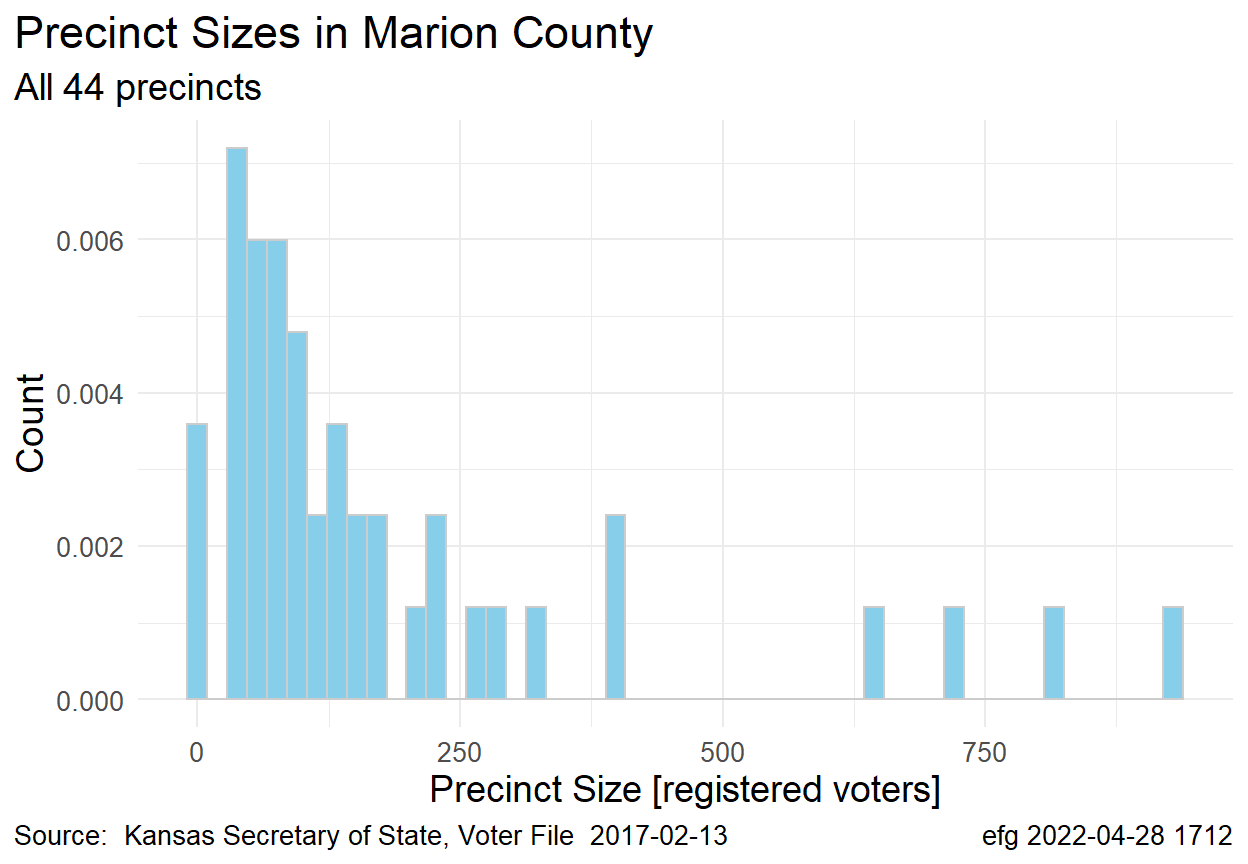 Precinct Sizes in Marion County
All 44 precincts
Count
0.006
0.004
0.002
0.000
0 250 500 750
Precinct Size [registered voters]
Source:  Kansas Secretary of State, Voter File  2017-02-13
efg 2022-04-28 1712